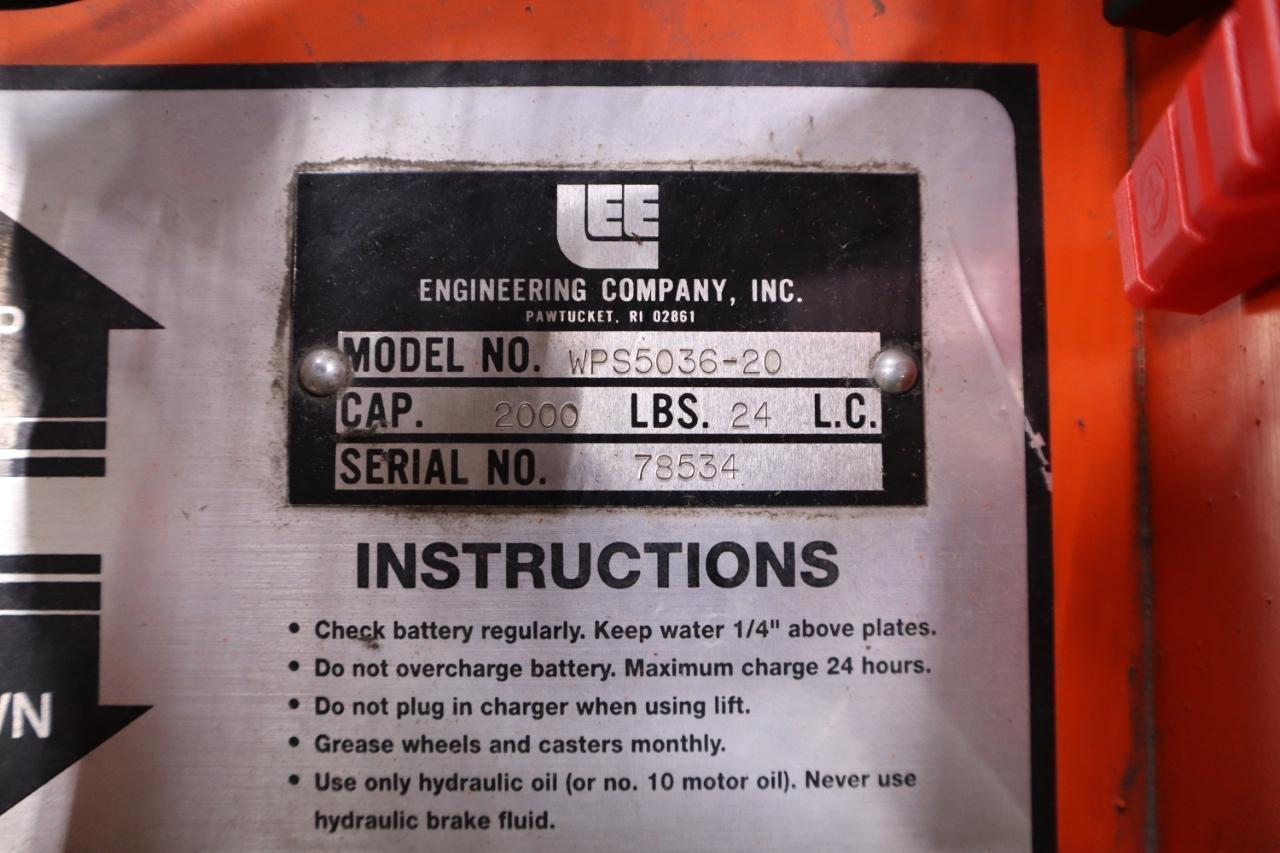 LEE
ENGINEERING COMPANY, INC.
PAWTUCKET, RI 02861
MODEL NO. WPS5036-20
CAP. 2000 LBS. 24 L.C.
SERIAL NO. 78534
P
WN
INSTRUCTIONS
• Check battery regularly. Keep water 1/4" above plates.
• Do not overcharge battery. Maximum charge 24 hours.
• Do not plug in charger when using lift.
• Grease wheels and casters monthly.
• Use only hydraulic oil (or no. 10 motor oil). Never use
hydraulic brake fluid.